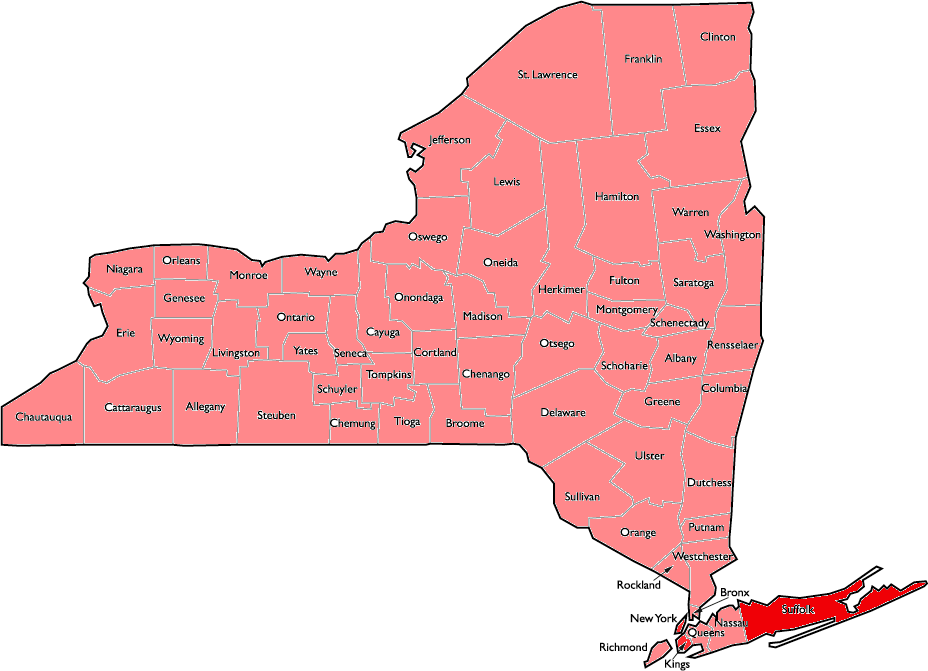 Clinton
Franklin
St. Lawrence
Essex
Jefferson
Lewis
Hamilton
Warren
Washington
Oswego
Oneida
Herkimer
Fulton
Saratoga
Niagara
Orleans
Monroe
Wayne
Genesee
Onondaga
Madison
Montgomery
Schenectady
Ontario
Cayuga
Erie
Wyoming
Livingston
Yates
Seneca
Cortland
Otsego
Rensselaer
Albany
Schoharie
Tompkins
Chenango
Schuyler
Columbia
Greene
Chautauqua
Cattaraugus
Allegany
Steuben
Chemung
Tioga
Broome
Delaware
Ulster
Dutchess
Sullivan
Orange
Putnam
Westchester
Rockland
Bronx
New York
Suffolk
Nassau
Queens
Richmond
Kings